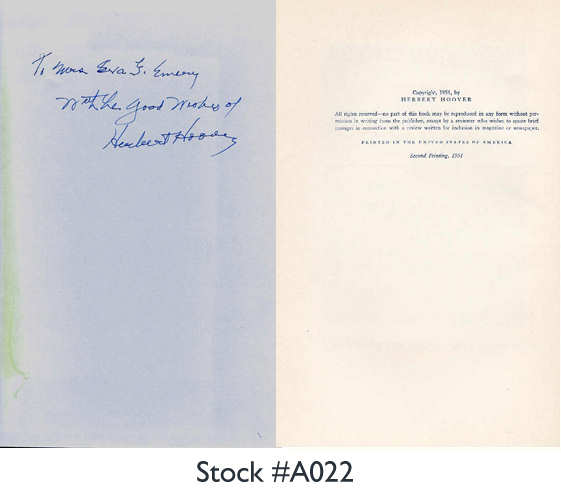 To Mrs Eva G. Emery
With the Good Wishes of
Herbert Hoover
Copyright, 1951, by
HERBERT HOOVER
All rights reserved—no part of this book may be reproduced in any form without per-
mission in writing from the publisher, except by a reviewer who wishes to quote brief
passages in connection with a review written for inclusion in magazine or newspaper.
PRINTED IN THE UNITED STATES OF AMERICA
Second Printing, 1951
Stock #A022